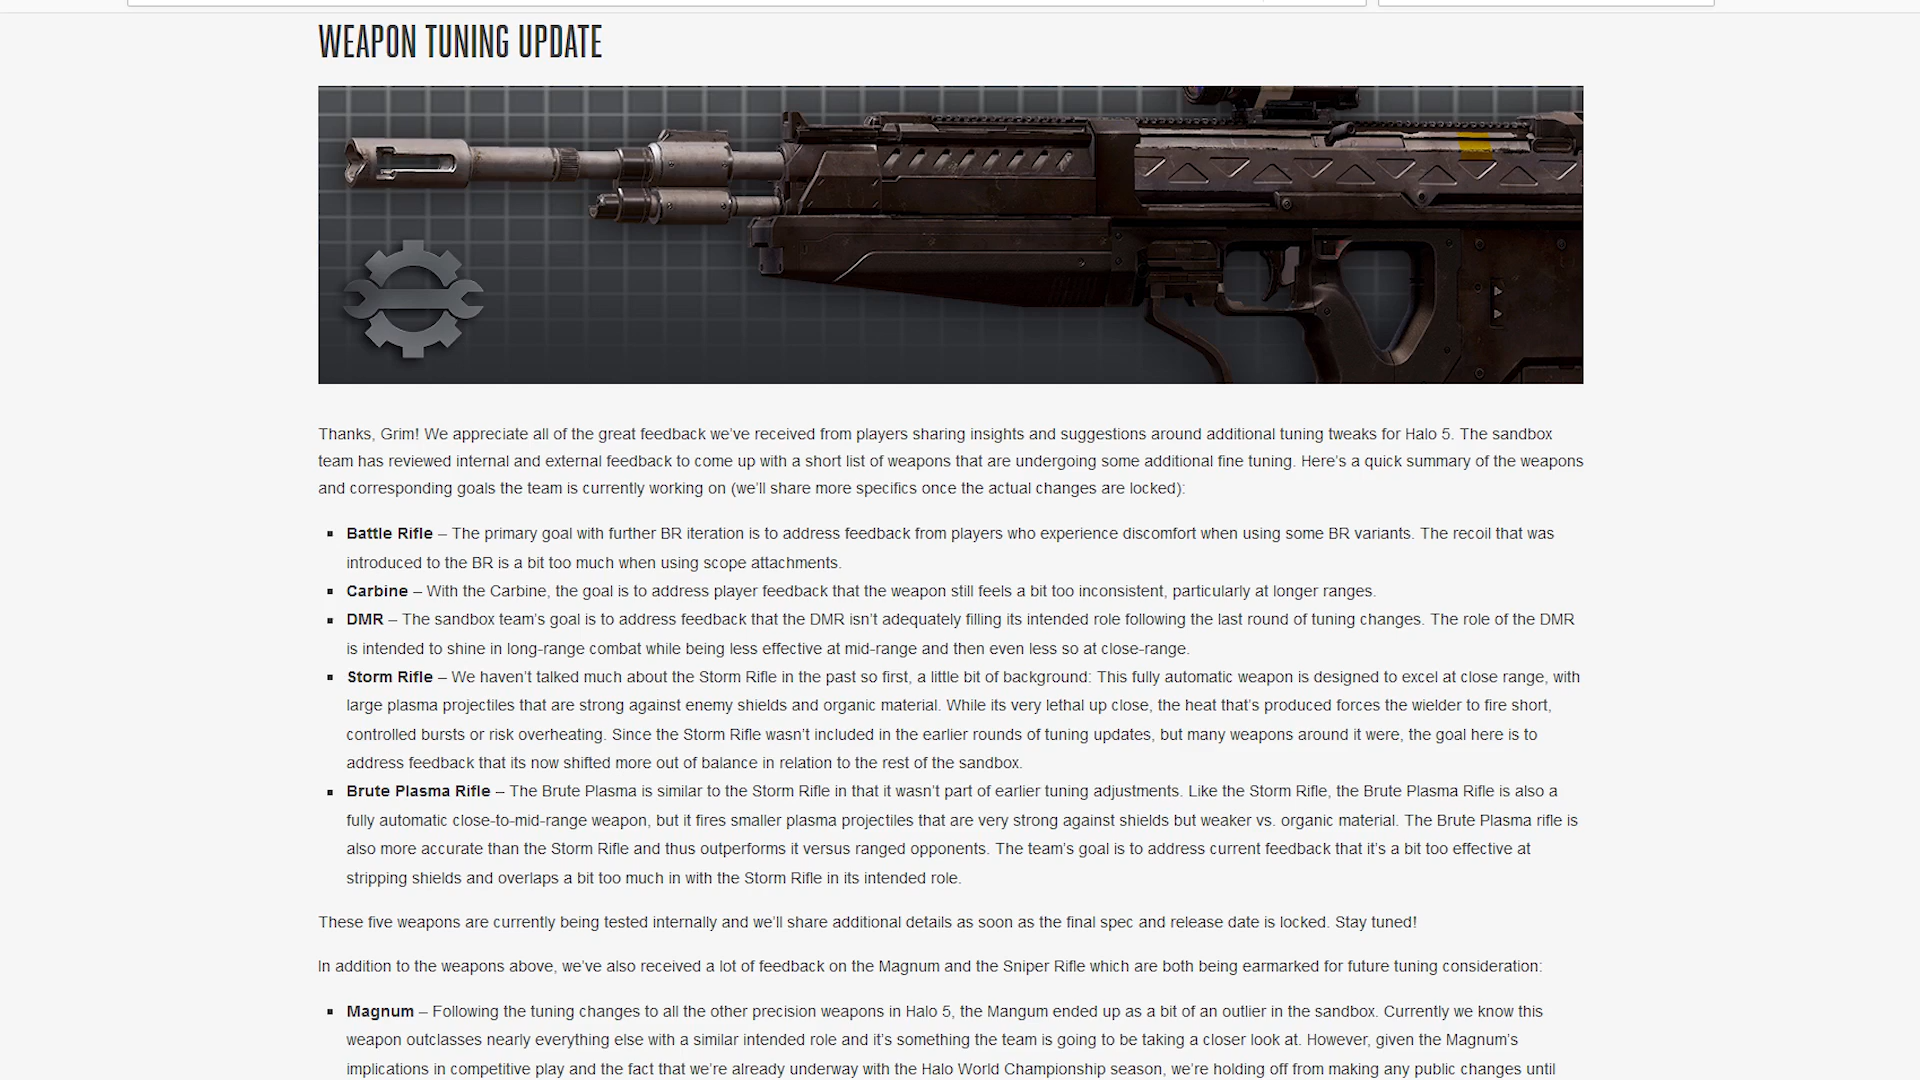 WEAPON TUNING UPDATE
Thanks, Grim! We appreciate all of the great feedback we've received from players sharing insights and suggestions around additional tuning tweaks for Halo 5. The sandbox
team has reviewed internal and external feedback to come up with a short list of weapons that are undergoing some additional fine tuning. Here's a quick summary of the weapons
and corresponding goals the team is currently working on (we'll share more specifics once the actual changes are locked):
▪ Battle Rifle – The primary goal with further BR iteration is to address feedback from players who experience discomfort when using some BR variants. The recoil that was
introduced to the BR is a bit too much when using scope attachments.
▪ Carbine – With the Carbine, the goal is to address player feedback that the weapon still feels a bit too inconsistent, particularly at longer ranges.
▪ DMR – The sandbox team's goal is to address feedback that the DMR isn't adequately filling its intended role following the last round of tuning changes. The role of the DMR
is intended to shine in long-range combat while being less effective at mid-range and then even less so at close-range.
▪ Storm Rifle – We haven't talked much about the Storm Rifle in the past so first, a little bit of background: This fully automatic weapon is designed to excel at close range, with
large plasma projectiles that are strong against enemy shields and organic material. While its very lethal up close, the heat that's produced forces the wielder to fire short,
controlled bursts or risk overheating. Since the Storm Rifle wasn't included in the earlier rounds of tuning updates, but many weapons around it were, the goal here is to
address feedback that its now shifted more out of balance in relation to the rest of the sandbox.
▪ Brute Plasma Rifle – The Brute Plasma is similar to the Storm Rifle in that it wasn't part of earlier tuning adjustments. Like the Storm Rifle, the Brute Plasma Rifle is also a
fully automatic close-to-mid-range weapon, but it fires smaller plasma projectiles that are very strong against shields but weaker vs. organic material. The Brute Plasma rifle is
also more accurate than the Storm Rifle and thus outperforms it versus ranged opponents. The team's goal is to address current feedback that it's a bit too effective at
stripping shields and overlaps a bit too much in with the Storm Rifle in its intended role.
These five weapons are currently being tested internally and we'll share additional details as soon as the final spec and release date is locked. Stay tuned!
In addition to the weapons above, we've also received a lot of feedback on the Magnum and the Sniper Rifle which are both being earmarked for future tuning consideration:
▪ Magnum – Following the tuning changes to all the other precision weapons in Halo 5, the Mangum ended up as a bit of an outlier in the sandbox. Currently we know this
weapon outclasses nearly everything else with a similar intended role and it's something the team is going to be taking a closer look at. However, given the Magnum's
implications in competitive play and the fact that we're already underway with the Halo World Championship season, we're holding off from making any public changes until